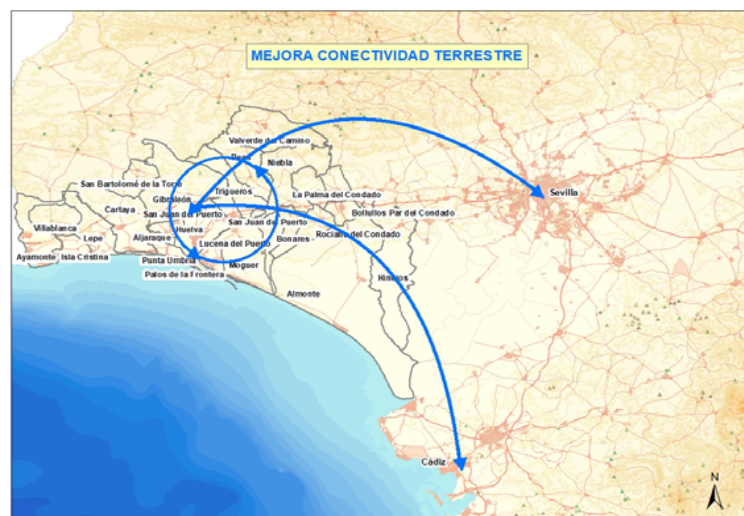 MEJORA CONECTIVIDAD TERRESTRE
Valverde del Camino
Beas
Niebla
San Bartolomé de la Torre
Trigueros
Gibraleón
La Palma del Condado
Sevilla
Cartaya
San Juan del Puerto
Bollullos Par del Condado
Villablanca
San Juan del Puerto
Huelva
Rociana del Condado
Lepe
Aljaraque
Lucena del Puerto
Bonares
Ayamonte
Isla Cristina
Punta Umbría
Moguer
Palos de la Frontera
Hinojos
Almonte
Cádiz
N